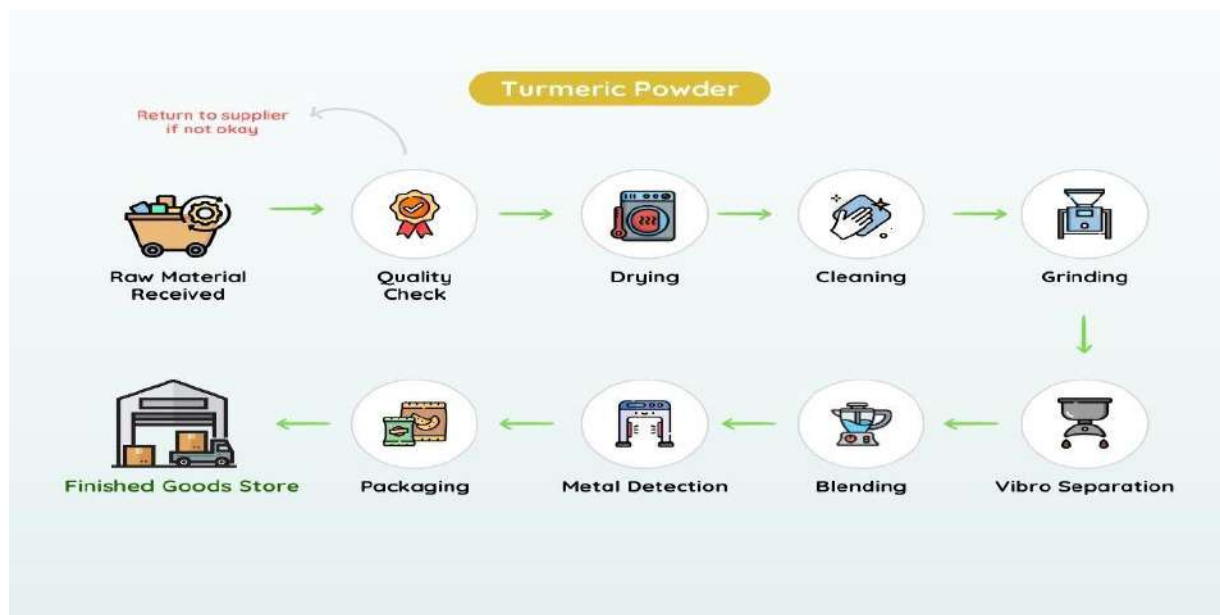 Turmeric Powder
Return to supplier
if not okay
Raw Material
Received
Quality
Check
Drying
Cleaning
Grinding
Finished Goods Store
Packaging
Metal Detection
Blending
Vibro Separation